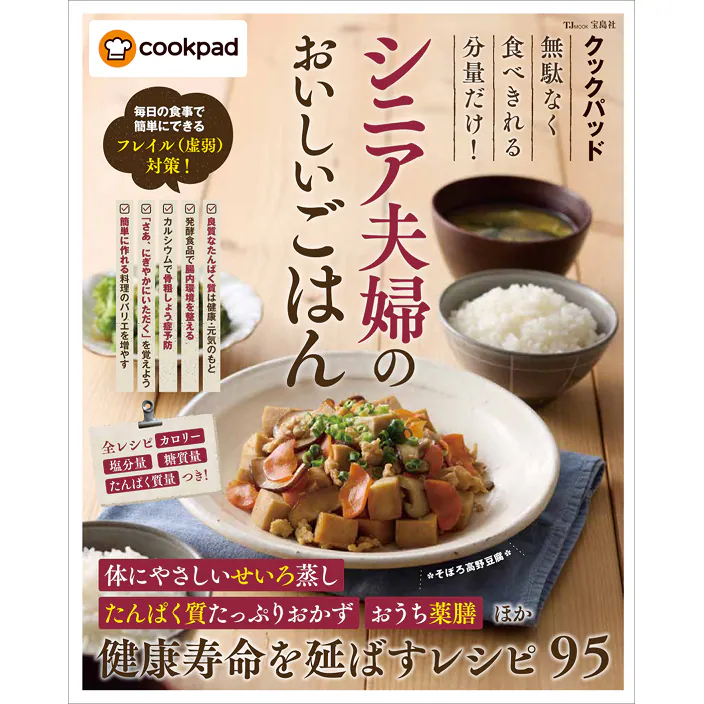 cookpad
TJ MOOK 宝島社
クックパッド
無駄なく
食べきれる
分量だけ!
シニア夫婦の
おいしいごはん
毎日の食事で
簡単にできる
フレイル(虚弱)
対策!
良質なたんぱく質は健康・元気のもと
発酵食品で腸内環境を整える
カルシウムで骨粗しょう症予防
「さあ、にぎやかにいただく」を覚えよう
簡単に作れる料理のバリエを増やす
全レシピ カロリー
塩分量 糖質量
たんぱく質量 つき!
*そぼろ高野豆腐*
体にやさしいせいろ蒸し
たんぱく質たっぷりおかず おうち薬膳 ほか
健康寿命を延ばすレシピ 95